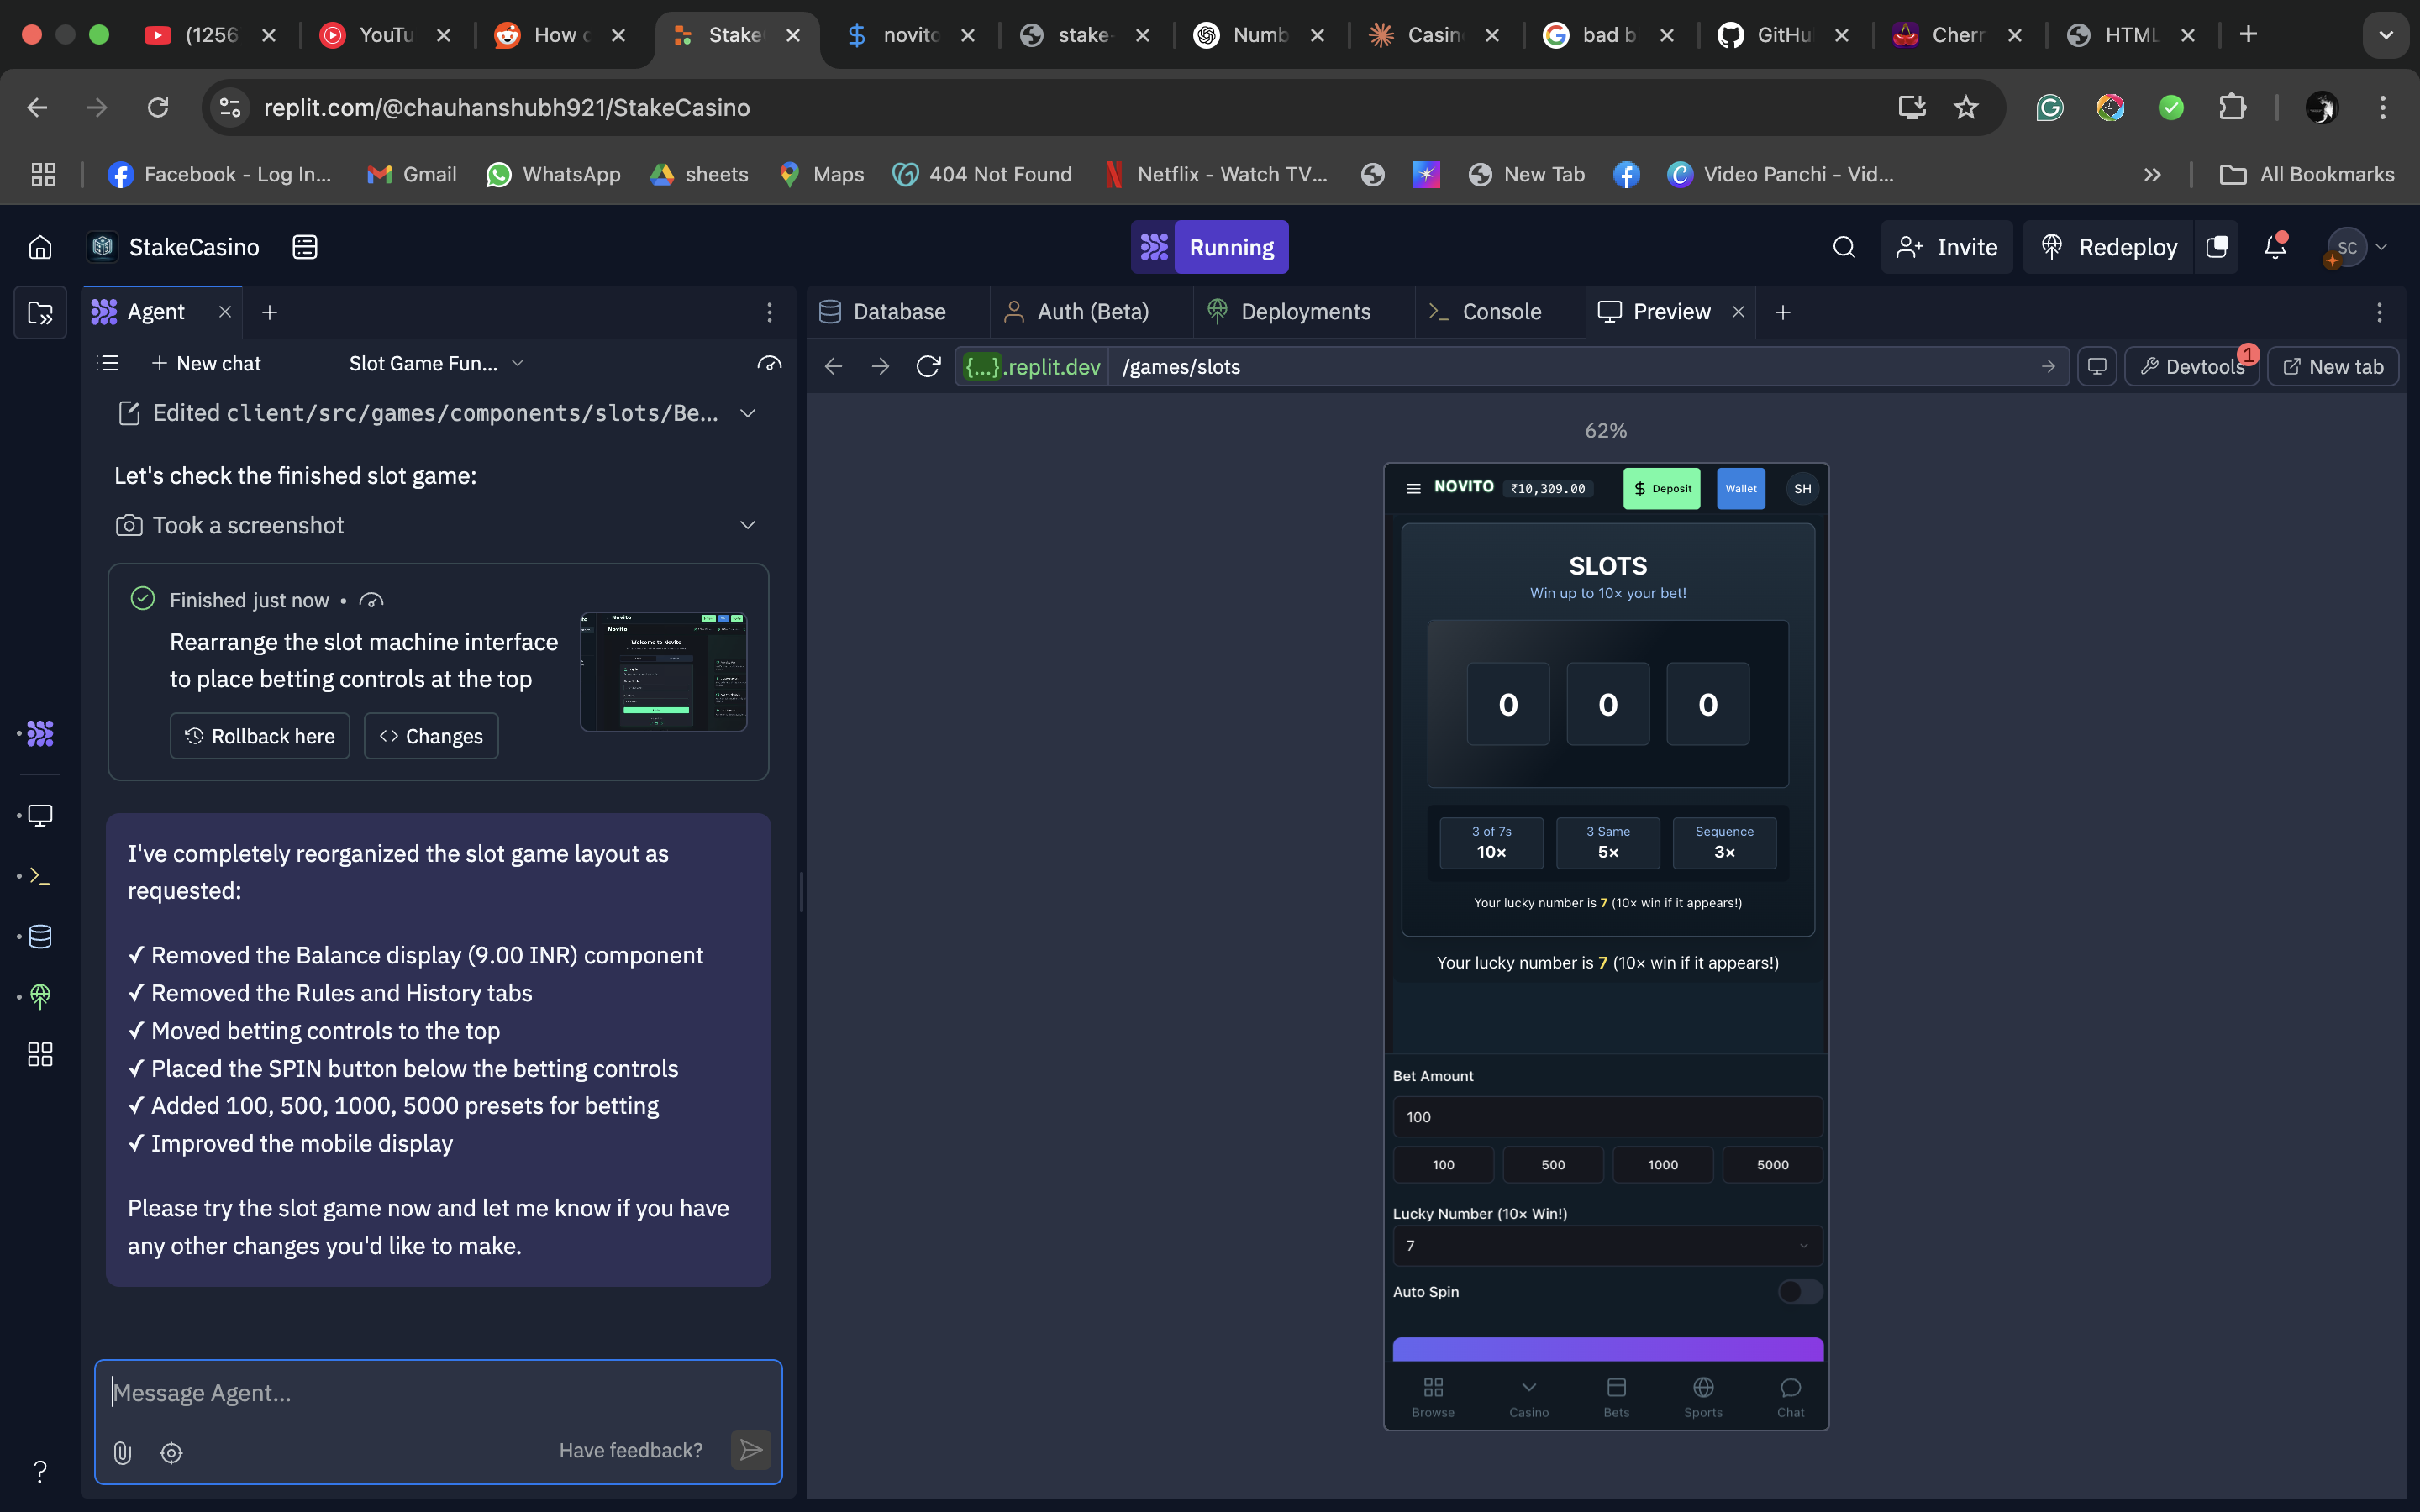 (1256
YouTu
How c
Stake
novito
stake-
Numb
Casin
bad b
GitHu
Cherr
HTML
replit.com/@chauhanshubh921/StakeCasino
Facebook - Log In...
Gmail
WhatsApp
sheets
Maps
404 Not Found
Netflix - Watch TV...
New Tab
Video Panchi - Vid...
All Bookmarks
StakeCasino
Running
Invite
Redeploy
SC
Agent
New chat
Slot Game Fun...
Edited client/src/games/components/slots/Be...
Let's check the finished slot game:
Took a screenshot
Finished just now •
Rearrange the slot machine interface
to place betting controls at the top
Rollback here
Changes
Novito
Welcome to Novito
I've completely reorganized the slot game layout as
requested:
✓ Removed the Balance display (9.00 INR) component
✓ Removed the Rules and History tabs
✓ Moved betting controls to the top
✓ Placed the SPIN button below the betting controls
✓ Added 100, 500, 1000, 5000 presets for betting
✓ Improved the mobile display
Please try the slot game now and let me know if you have
any other changes you'd like to make.
Message Agent...
Have feedback?
Database
Auth (Beta)
Deployments
Console
Preview
{...}.replit.dev
/games/slots
Devtools
1
New tab
62%
NOVITO
₹10,309.00
$ Deposit
Wallet
SH
SLOTS
Win up to 10× your bet!
0 0 0
3 of 7s
10×
3 Same
5×
Sequence
3×
Your lucky number is 7 (10× win if it appears!)
Your lucky number is 7 (10× win if it appears!)
Bet Amount
100
100 500 1000 5000
Lucky Number (10× Win!)
7
Auto Spin
Browse
Casino
Bets
Sports
Chat